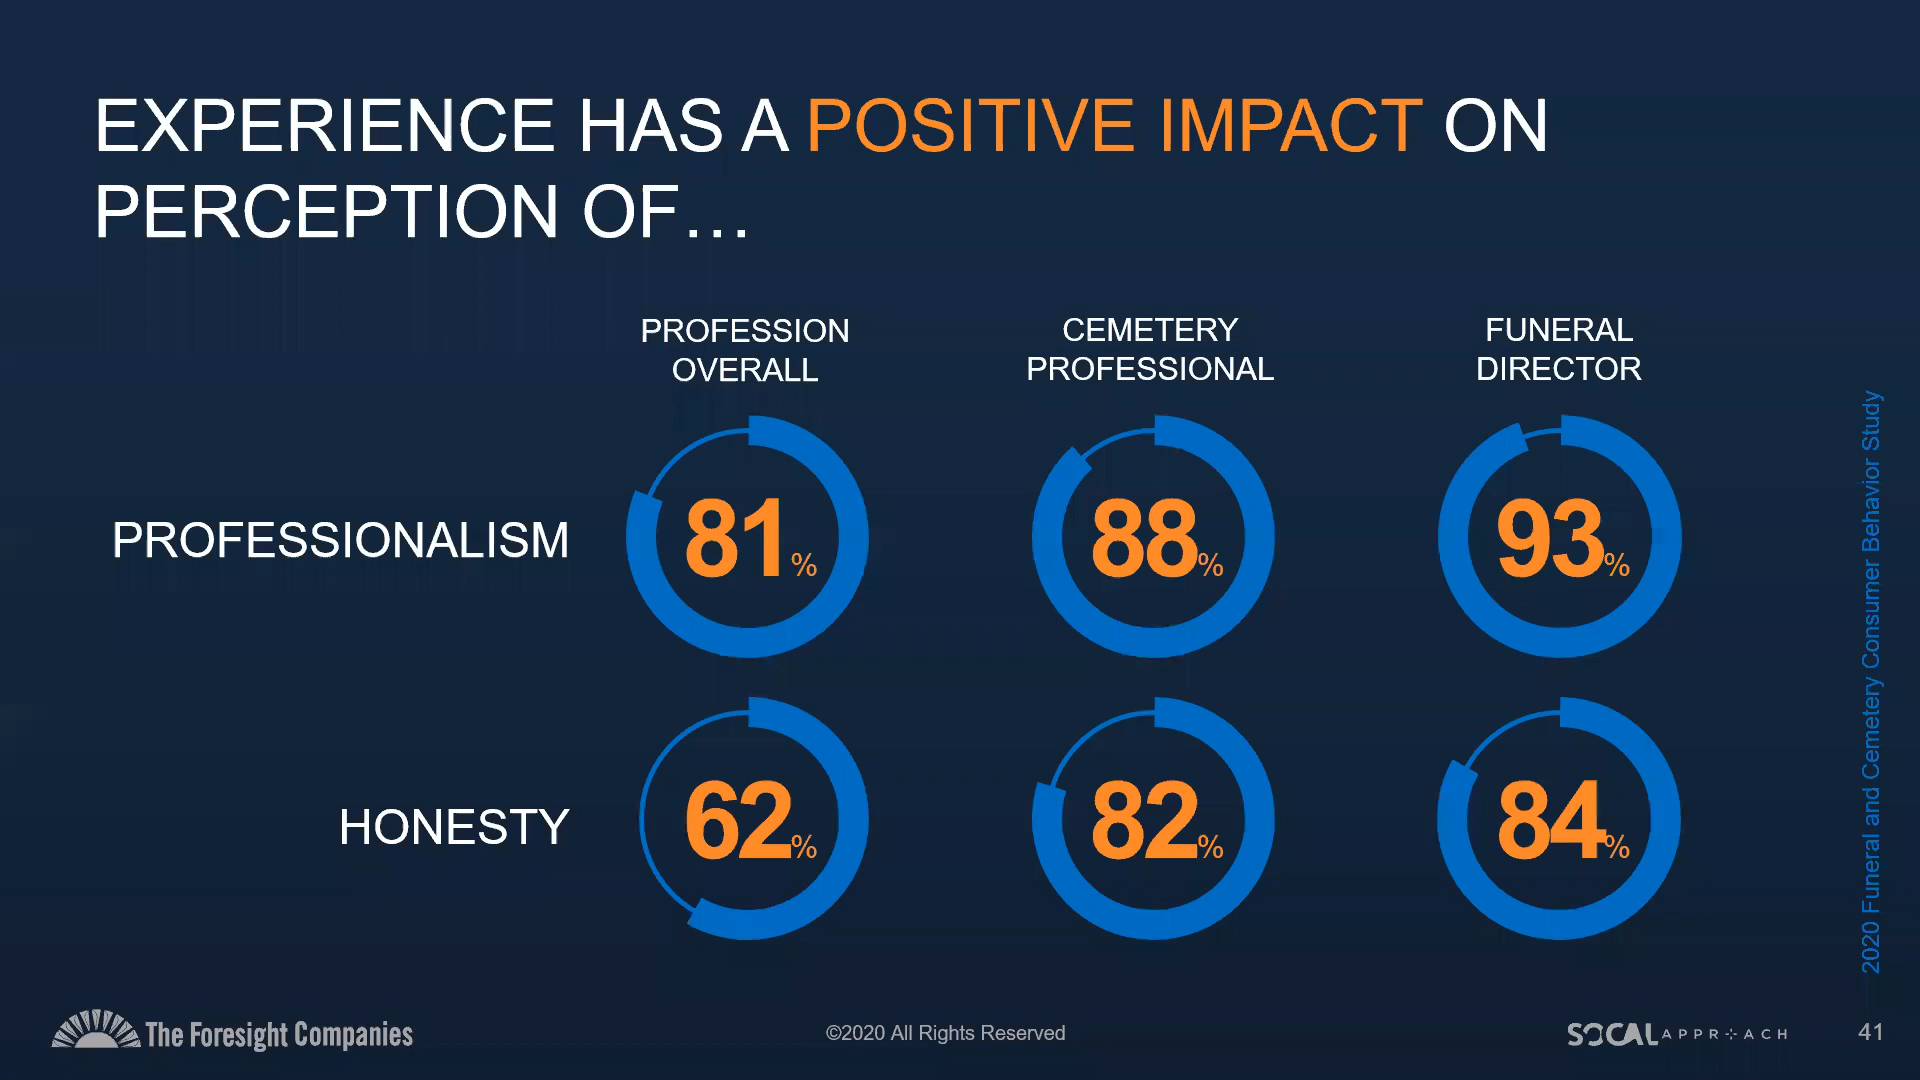 EXPERIENCE HAS A POSITIVE IMPACT ON
PERCEPTION OF…
PROFESSION
OVERALL
CEMETERY
PROFESSIONAL
FUNERAL
DIRECTOR
PROFESSIONALISM
81%
88%
93%
HONESTY
62%
82%
84%
2020 Funeral and Cemetery Consumer Behavior Study
The Foresight Companies
©2020 All Rights Reserved
SOCAL APPROACH
41